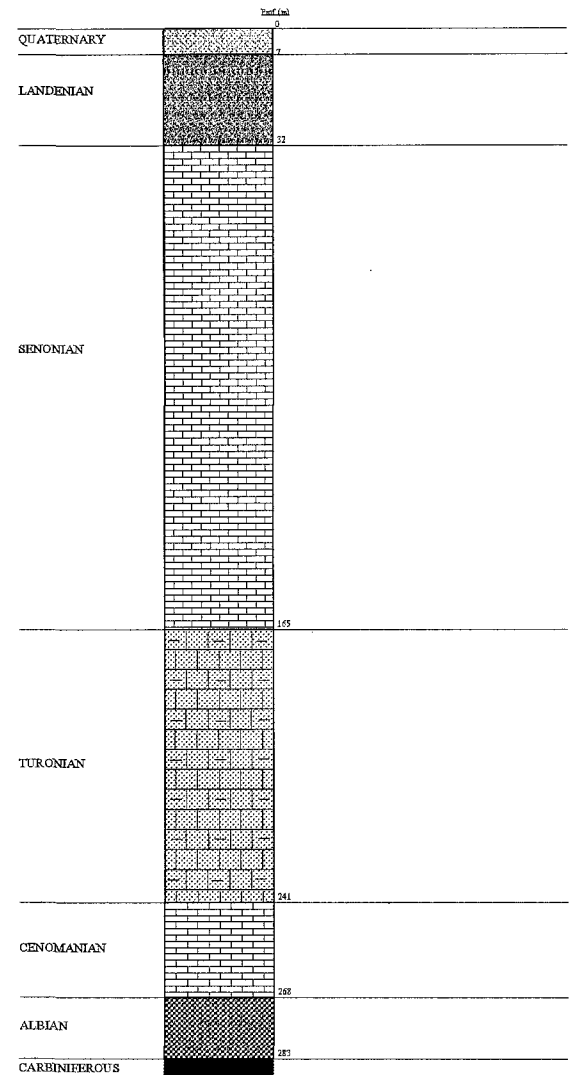 Prof. (m)
0
QUATERNARY
7
LANDENIAN
32
SENONIAN
165
TURONIAN
241
CENOMANIAN
268
ALBIAN
283
CARBINIFEROUS